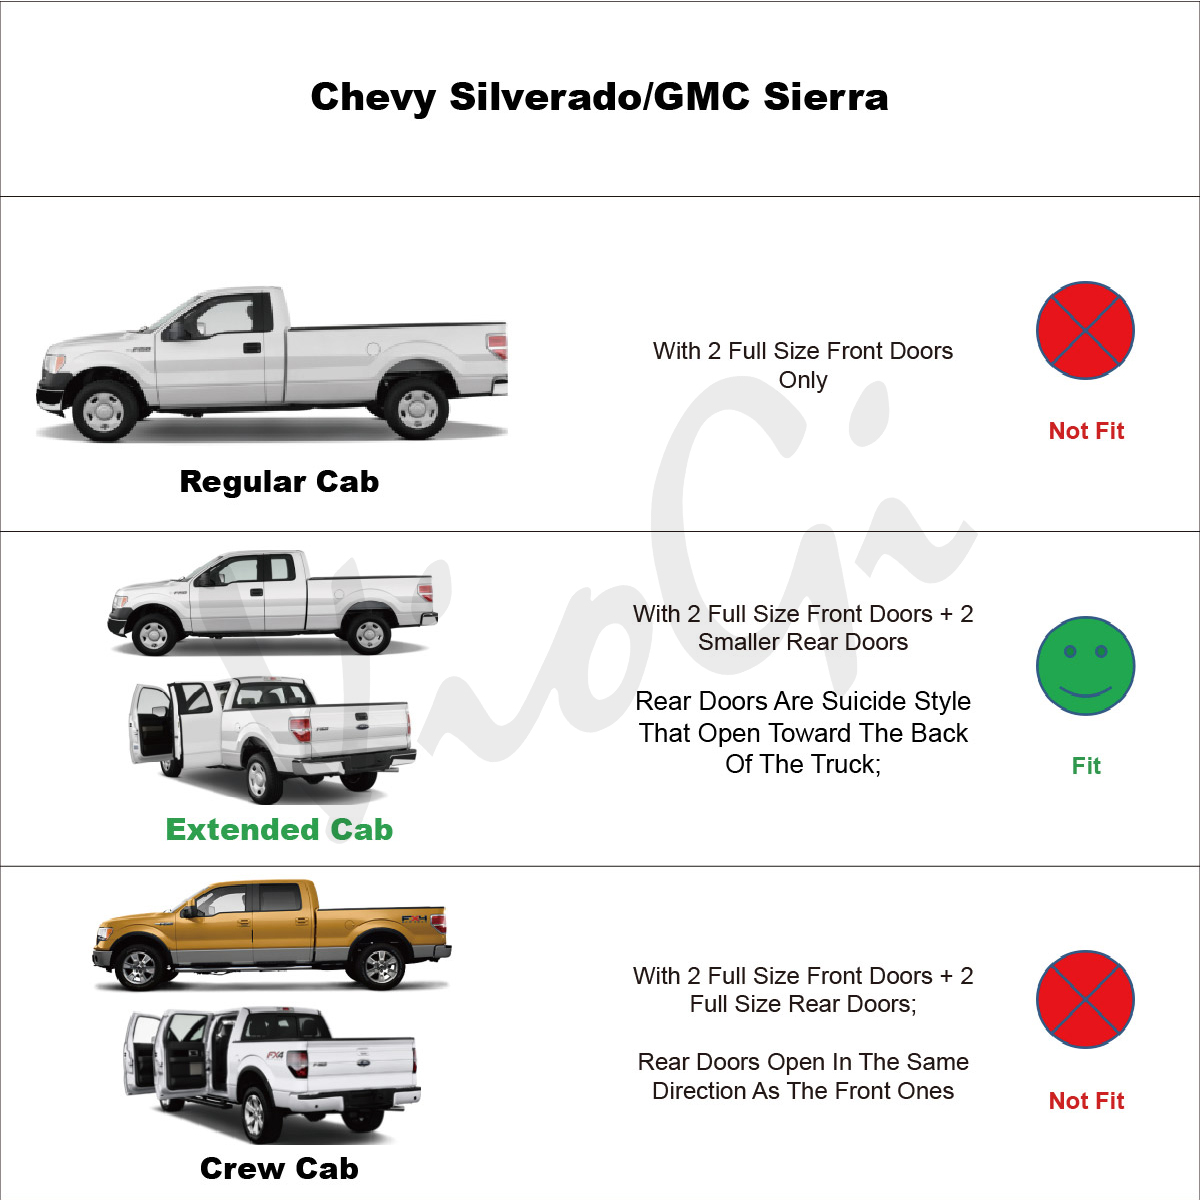 Chevy Silverado/GMC Sierra
With 2 Full Size Front Doors
Only
Not Fit
Regular Cab
VioGi
With 2 Full Size Front Doors + 2
Smaller Rear Doors
Rear Doors Are Suicide Style
That Open Toward The Back
Of The Truck;
Fit
Extended Cab
FX4
With 2 Full Size Front Doors + 2
Full Size Rear Doors;
Rear Doors Open In The Same
Direction As The Front Ones
FX4
Not Fit
Crew Cab